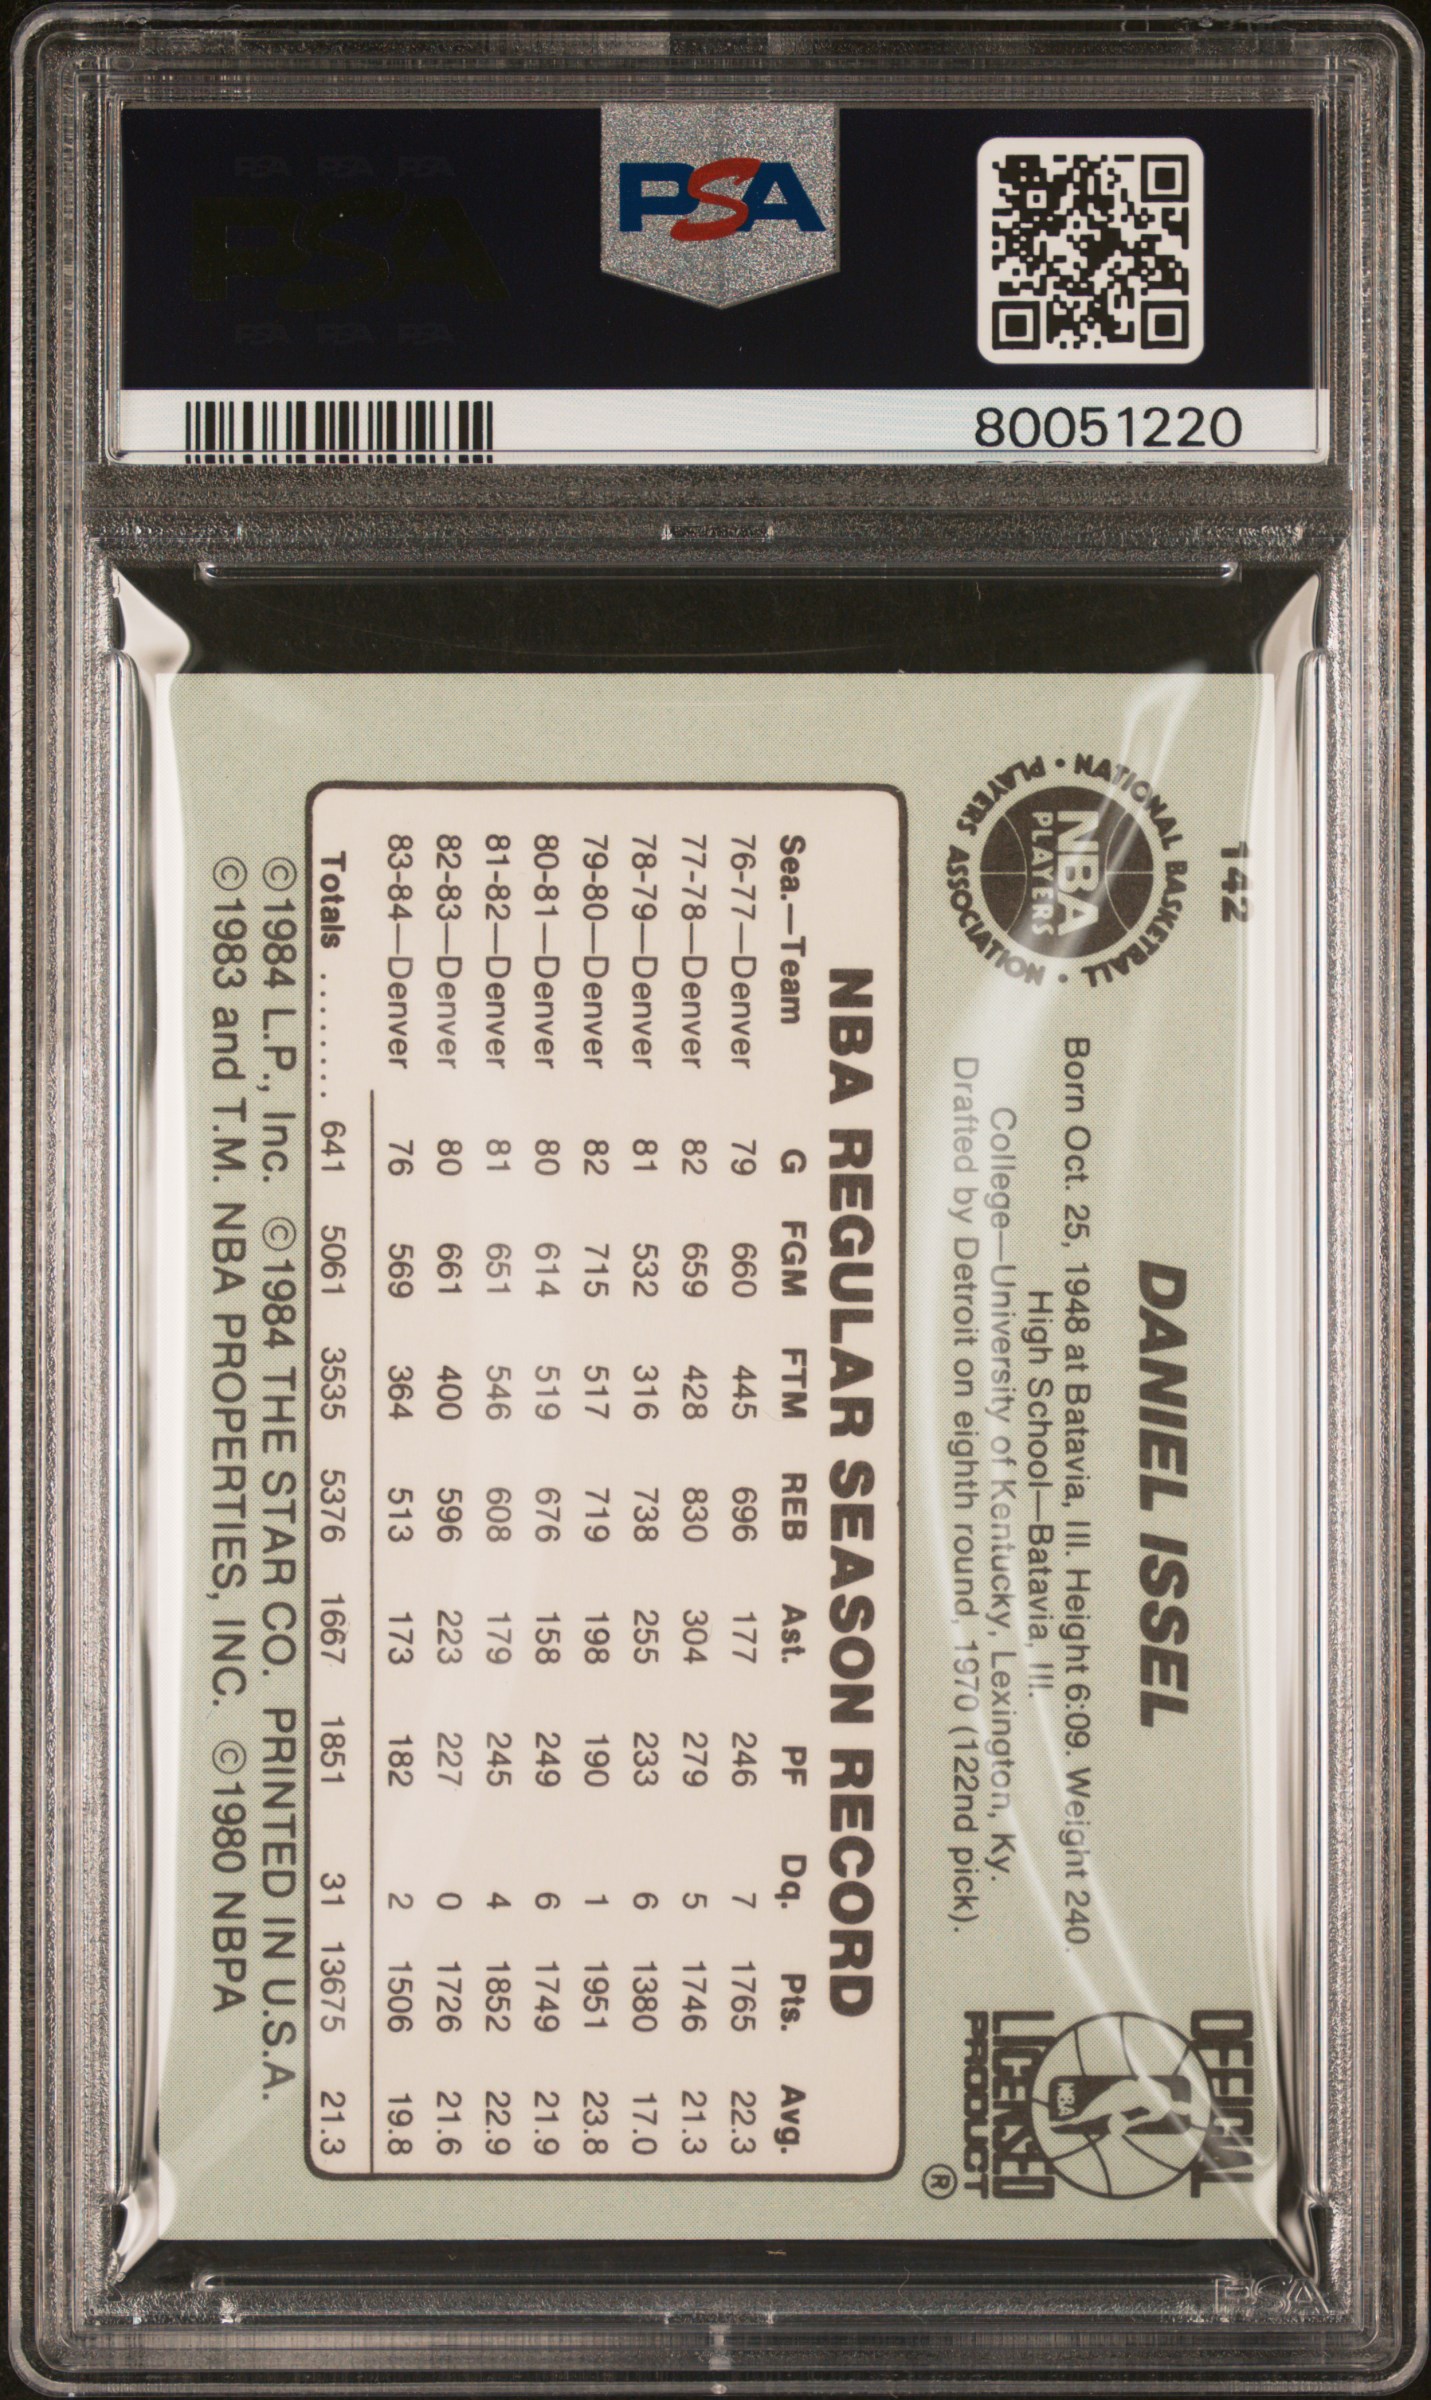 PSA
80051220
142
NATIONAL BASKETBALL PLAYERS ASSOCIATION
NBA
PLAYERS
DANIEL ISSEL
Born Oct. 25, 1948 at Batavia, Ill. Height 6:09. Weight 240.
High School—Batavia, Ill.
College—University of Kentucky, Lexington, Ky.
Drafted by Detroit on eighth round, 1970 (122nd pick).
OFFICIAL
NBA
LICENSED
PRODUCT
®
NBA REGULAR SEASON RECORD
Sea.—Team G FGM FTM REB Ast. PF Dq. Pts. Avg.
76-77—Denver 79 660 445 696 177 246 7 1765 22.3
77-78—Denver 82 659 428 830 304 279 5 1746 21.3
78-79—Denver 81 532 316 738 255 233 6 1380 17.0
79-80—Denver 82 715 517 719 198 190 1 1951 23.8
80-81—Denver 80 614 519 676 158 249 6 1749 21.9
81-82—Denver 81 651 546 608 179 245 4 1852 22.9
82-83—Denver 80 661 400 596 223 227 0 1726 21.6
83-84—Denver 76 569 364 513 173 182 2 1506 19.8
Totals ........ 641 5061 3535 5376 1667 1851 31 13675 21.3
©1984 L.P., Inc. ©1984 THE STAR CO. PRINTED IN U.S.A.
©1983 and T.M. NBA PROPERTIES, INC. ©1980 NBPA
PSA